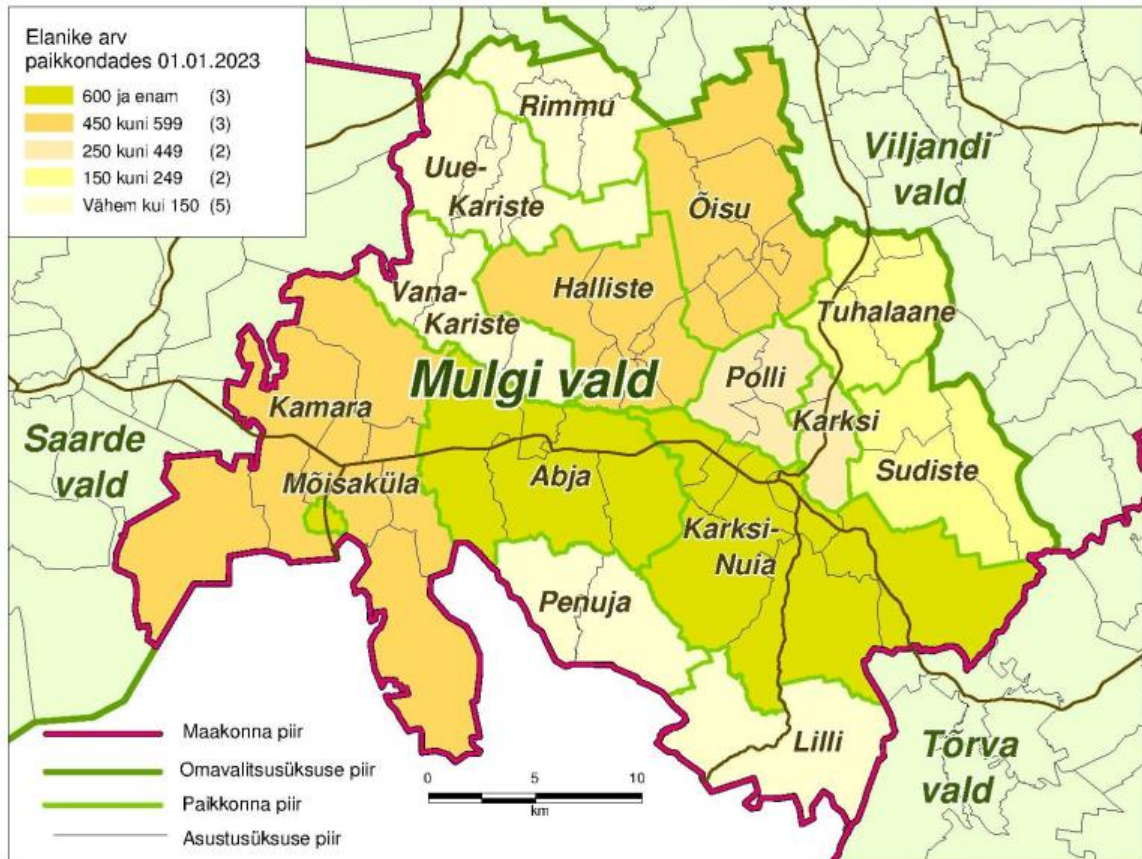 Elanike arv
paikkondades 01.01.2023
600 ja enam (3)
450 kuni 599 (3)
250 kuni 449 (2)
150 kuni 249 (2)
Vähem kui 150 (5)
Rimmu
Uue-
Kariste
Õisu
Viljandi
vald
Vana-
Kariste
Halliste
Tuhalaane
Mulgi vald
Polli
Karksi
Kamara
Saarde
vald
Mõisaküla
Abja
Sudiste
Karksi-
Nuia
Penuja
Lilli
Tõrva
vald
Maakonna piir
Omavalitsusüksuse piir
Paikkonna piir
Asustusüksuse piir
0 5 10
km